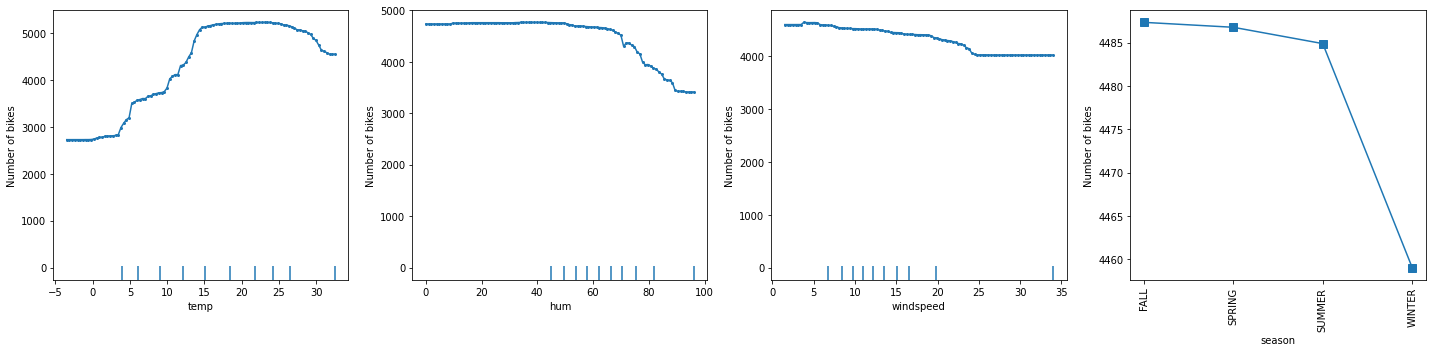 Number of bikes
5000
4000
3000
2000
1000
0
−5 0 5 10 15 20 25 30
temp
Number of bikes
5000
4000
3000
2000
1000
0
0 20 40 60 80 100
hum
Number of bikes
4000
3000
2000
1000
0
0 5 10 15 20 25 30 35
windspeed
Number of bikes
4485
4480
4475
4470
4465
4460
FALL SPRING SUMMER WINTER
season